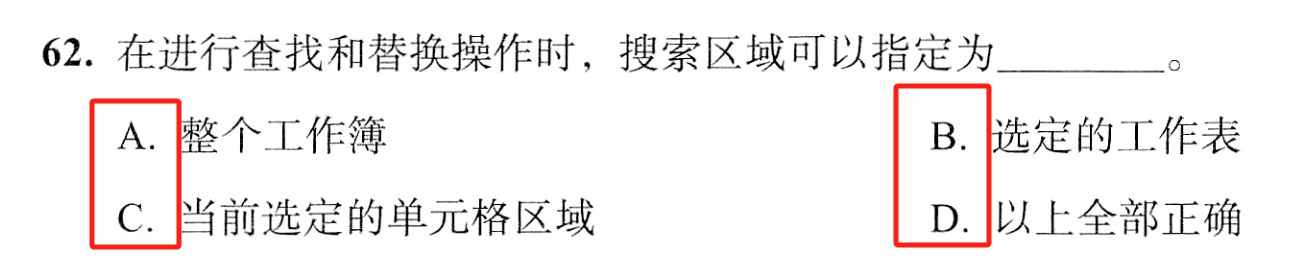 62. 在进行查找和替换操作时，搜索区域可以指定为________。
A. 整个工作簿 B. 选定的工作表
C. 当前选定的单元格区域 D. 以上全部正确